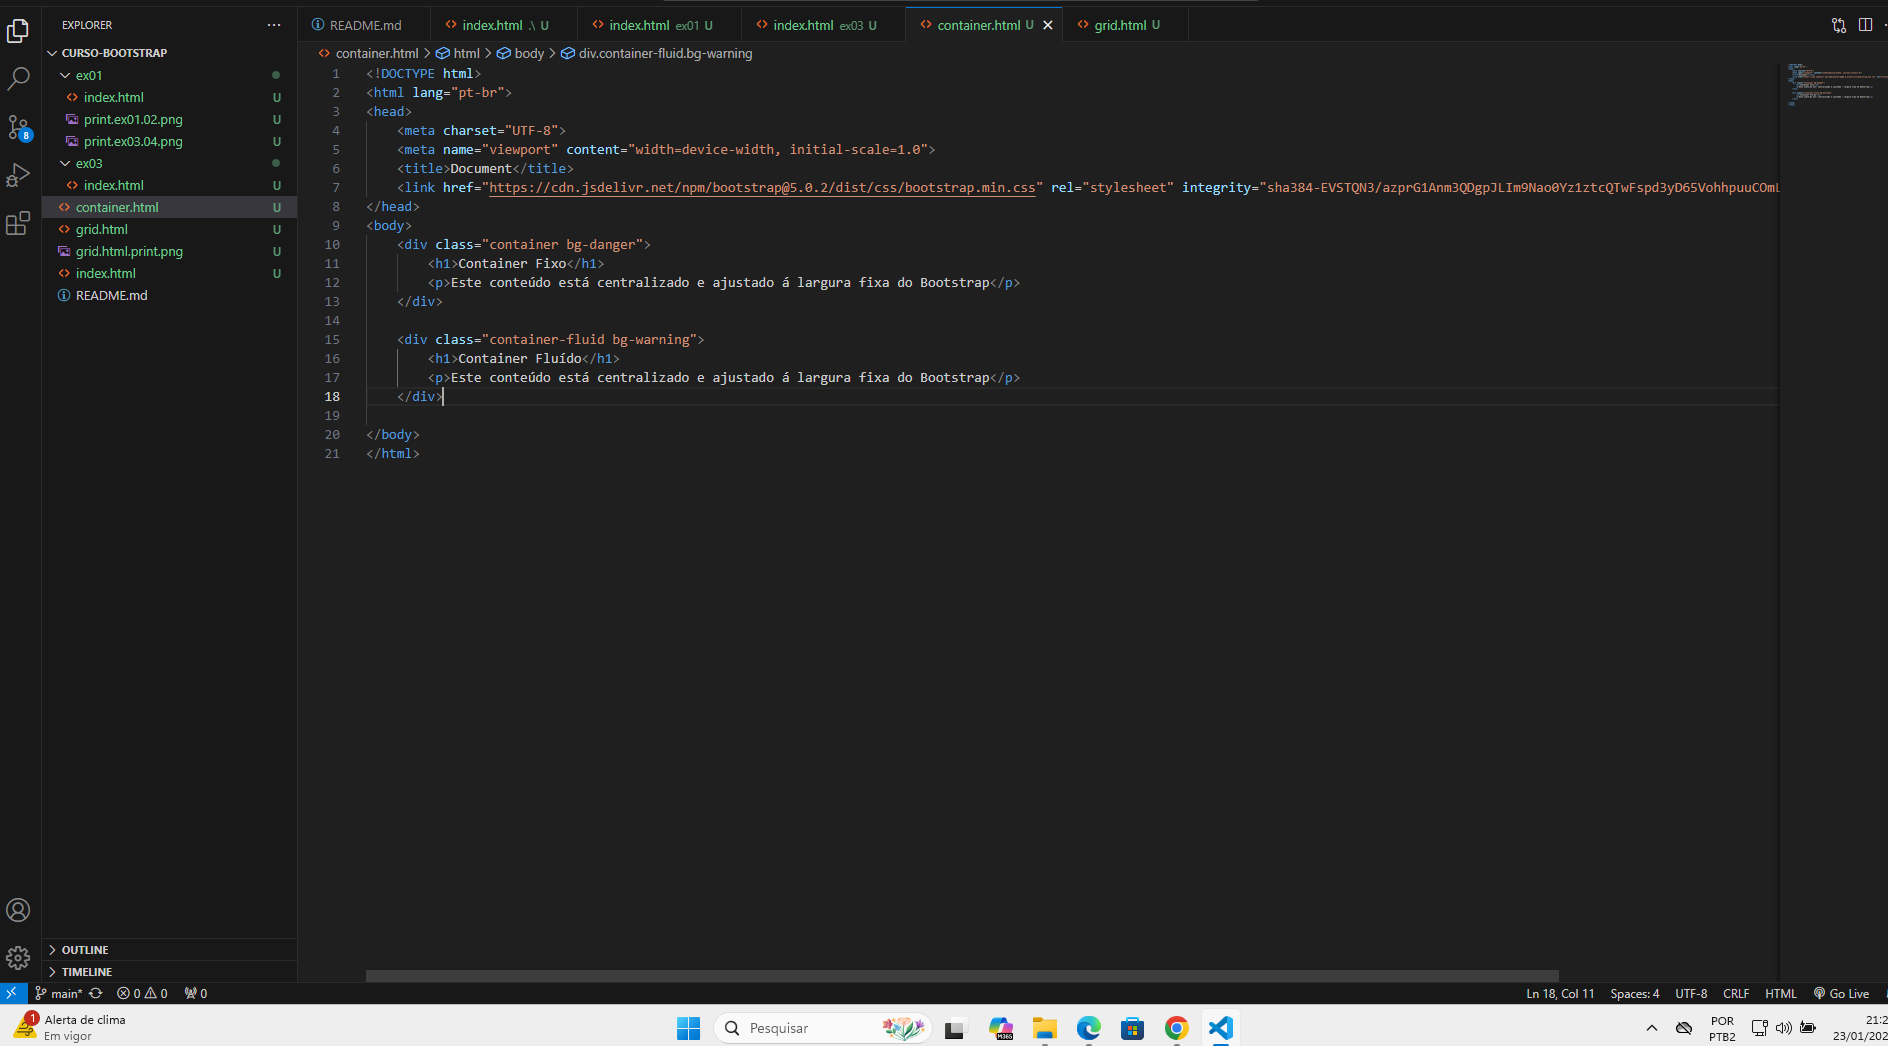 EXPLORER
CURSO-BOOTSTRAP
ex01
index.html U
print.ex01.02.png U
print.ex03.04.png U
ex03
index.html U
container.html U
grid.html U
grid.html.print.png U
index.html U
README.md
OUTLINE
TIMELINE
README.md
index.html .\ U
index.html ex01 U
index.html ex03 U
container.html U
grid.html U
container.html > html > body > div.container-fluid.bg-warning
1 <!DOCTYPE html>
2 <html lang="pt-br">
3 <head>
4 <meta charset="UTF-8">
5 <meta name="viewport" content="width=device-width, initial-scale=1.0">
6 <title>Document</title>
7 <link href="https://cdn.jsdelivr.net/npm/bootstrap@5.0.2/dist/css/bootstrap.min.css" rel="stylesheet" integrity="sha384-EVSTQN3/azprG1Anm3QDgpJLIm9Nao0Yz1ztcQTwFspd3yD65VohhpuuCOmL
8 </head>
9 <body>
10 <div class="container bg-danger">
11 <h1>Container Fixo</h1>
12 <p>Este conteúdo está centralizado e ajustado á largura fixa do Bootstrap</p>
13 </div>
14
15 <div class="container-fluid bg-warning">
16 <h1>Container Fluído</h1>
17 <p>Este conteúdo está centralizado e ajustado á largura fixa do Bootstrap</p>
18 </div>
19
20 </body>
21 </html>
8
main* 0 0 0
Ln 18, Col 11 Spaces: 4 UTF-8 CRLF HTML Go Live
1
Alerta de clima
Em vigor
Pesquisar
M365
POR
PTB2
21:2
23/01/202